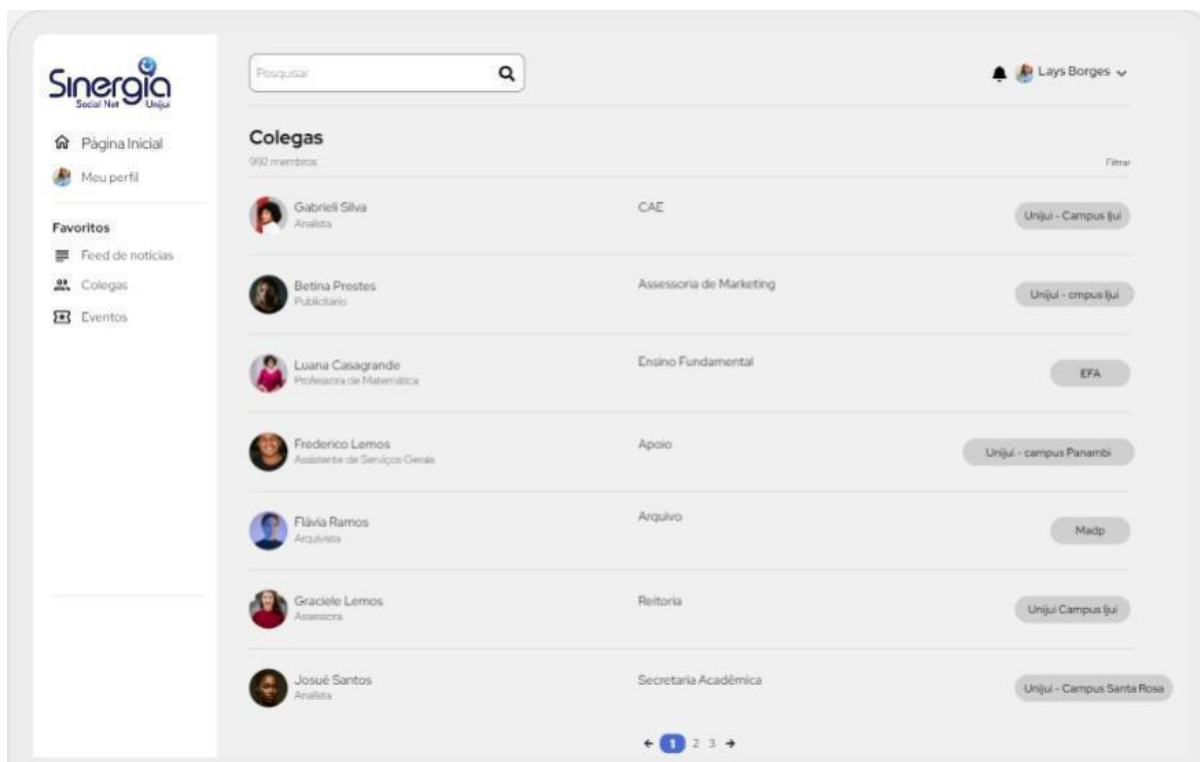 Sinergia
Social Net Unijuí
Página Inicial
Meu perfil
Favoritos
Feed de notícias
Colegas
Eventos
Pesquisar
Lays Borges
Colegas
992 membros
Filtrar
Gabrieli Silva
Analista
CAE
Unijuí - Campus Ijuí
Betina Prestes
Publicitário
Assessoria de Marketing
Unijuí - cmpus Ijuí
Luana Casagrande
Professora de Matemática
Ensino Fundamental
EFA
Frederico Lemos
Assistente de Serviços Gerais
Apoio
Unijuí - campus Panambi
Flávia Ramos
Arquivista
Arquivo
Madp
Graciele Lemos
Assessora
Reitoria
Unijuí Campus Ijuí
Josué Santos
Analista
Secretaria Acadêmica
Unijuí - Campus Santa Rosa
1 2 3